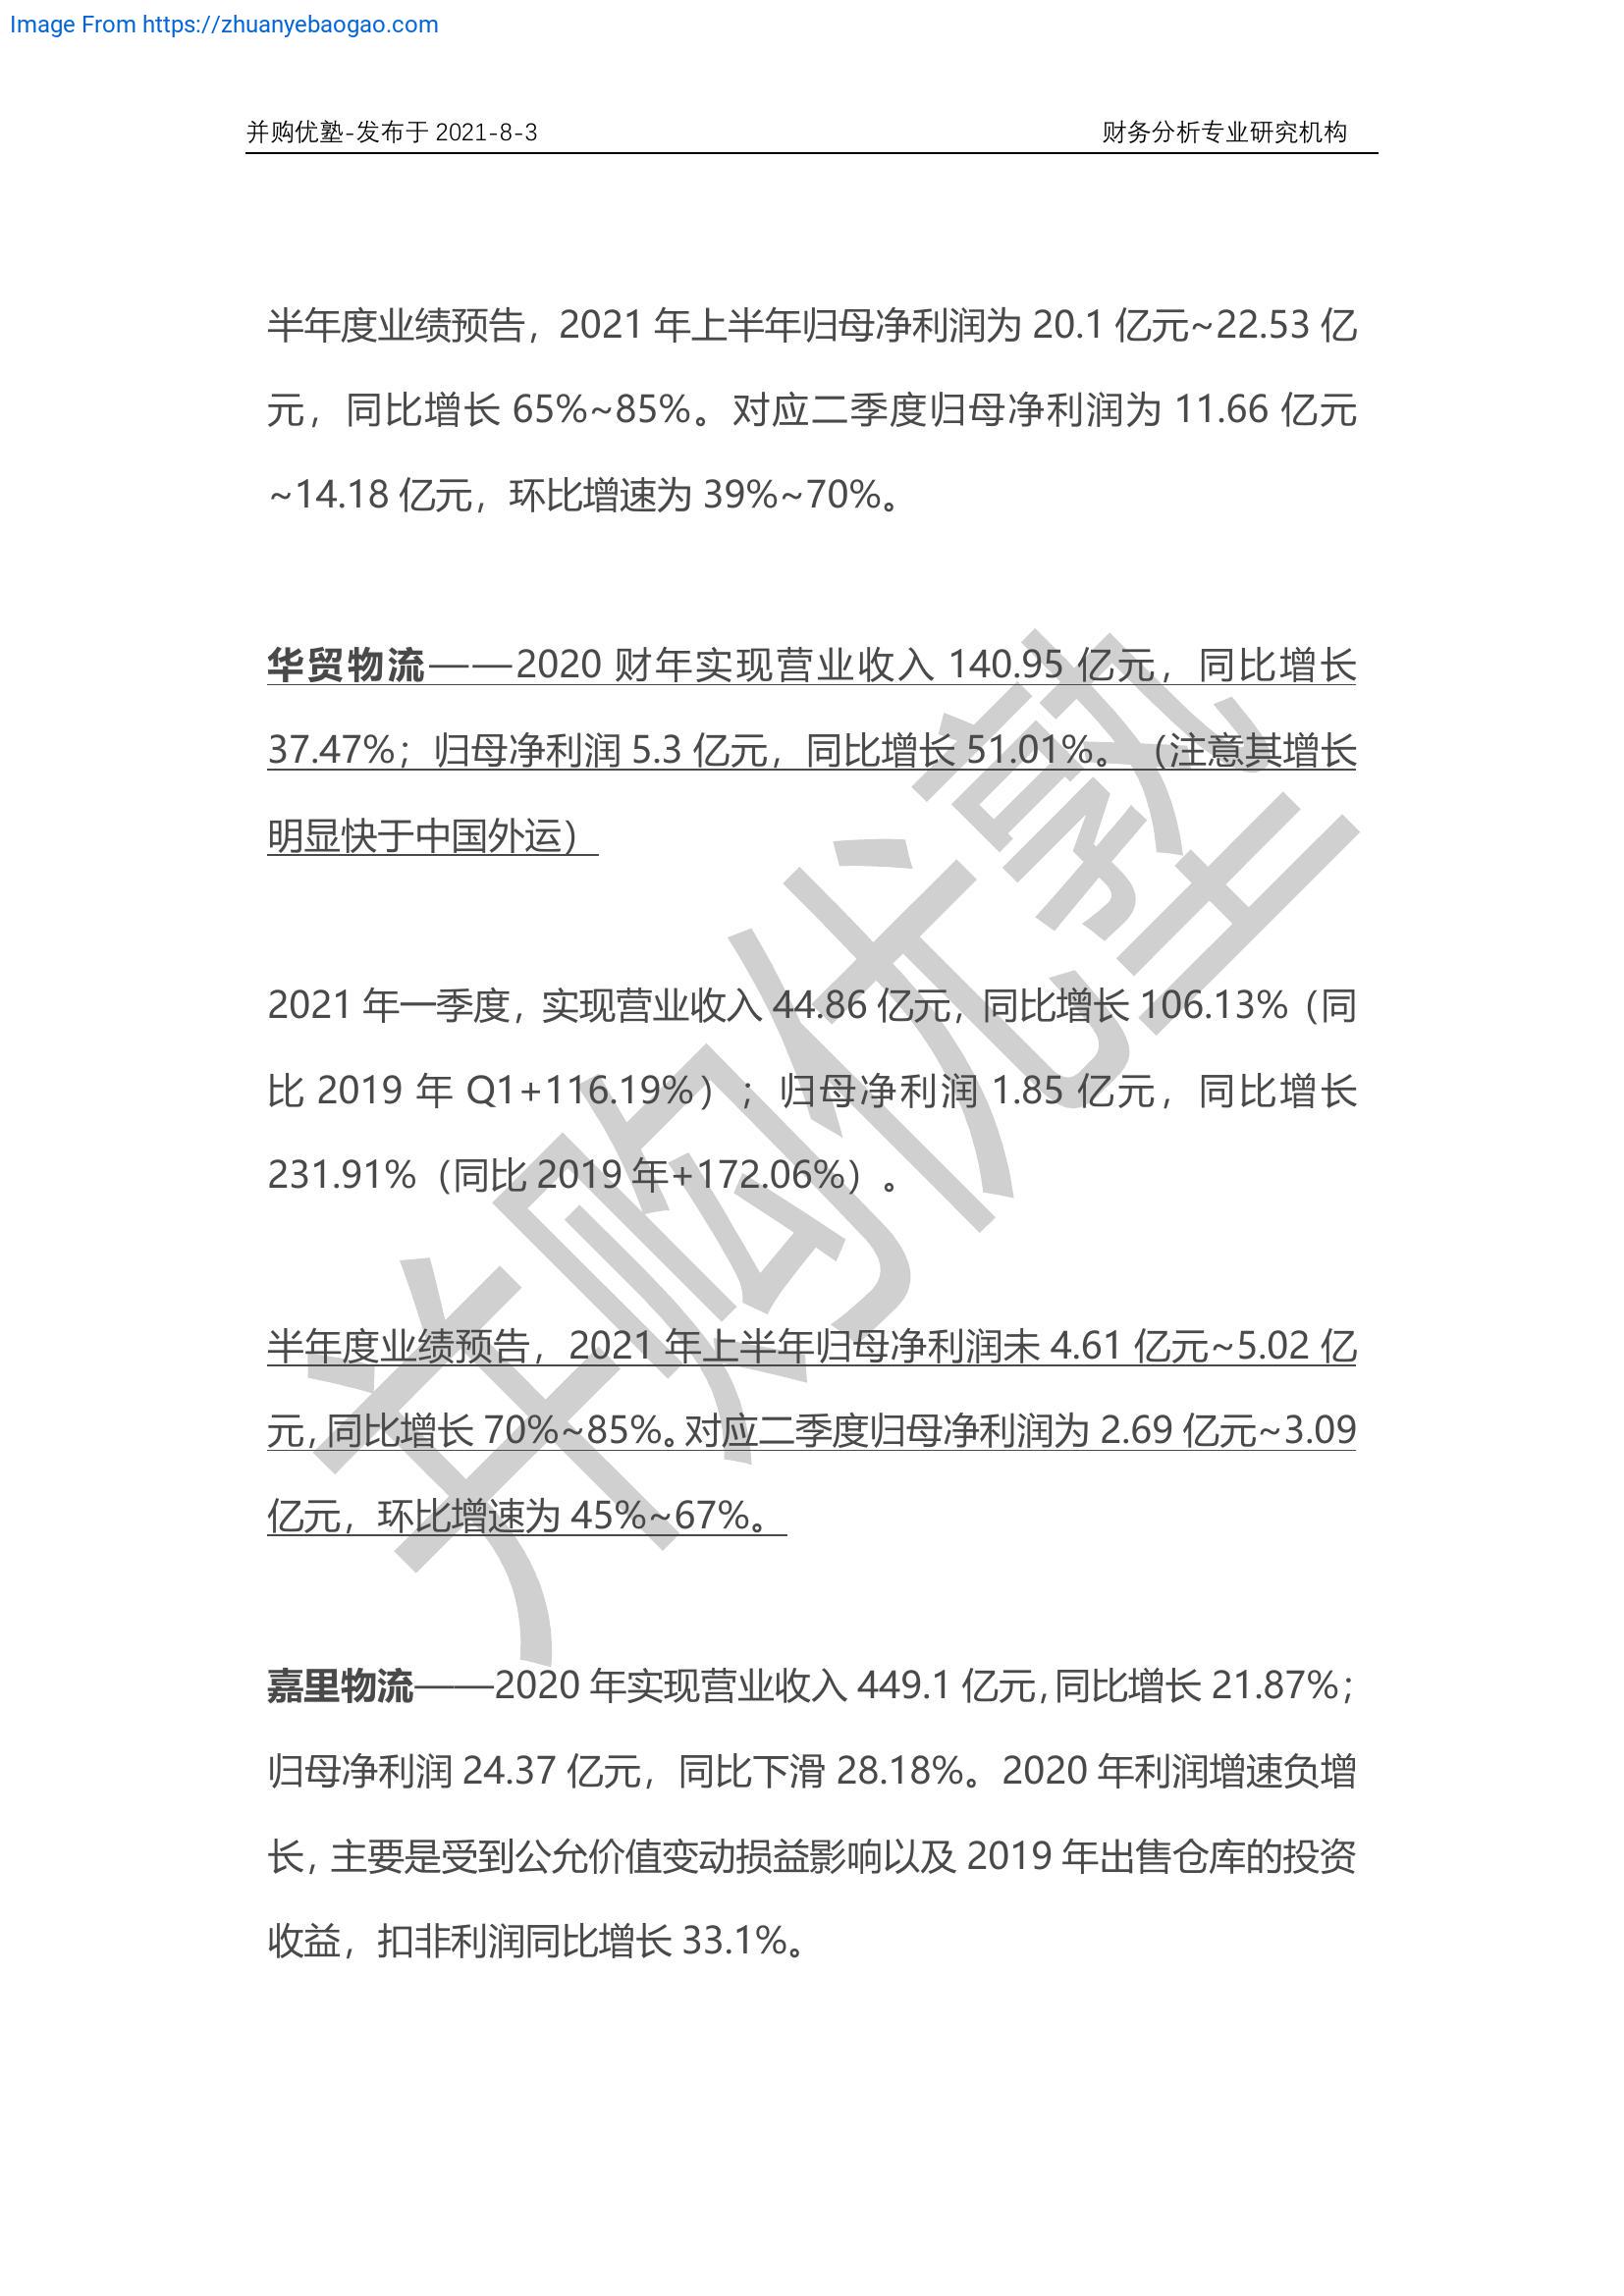 Image From https://zhuanyebaogao.com
并购优塾-发布于 2021-8-3 财务分析专业研究机构
半年度业绩预告，2021 年上半年归母净利润为 20.1 亿元~22.53 亿
元，同比增长 65%~85%。对应二季度归母净利润为 11.66 亿元
~14.18 亿元，环比增速为 39%~70%。
华贸物流——2020 财年实现营业收入 140.95 亿元，同比增长
37.47%；归母净利润 5.3 亿元，同比增长 51.01%。（注意其增长
明显快于中国外运）
2021 年一季度，实现营业收入 44.86 亿元，同比增长 106.13%（同
比 2019 年 Q1+116.19%）；归母净利润 1.85 亿元，同比增长
231.91%（同比 2019 年+172.06%）。
半年度业绩预告，2021 年上半年归母净利润未 4.61 亿元~5.02 亿
元，同比增长 70%~85%。对应二季度归母净利润为 2.69 亿元~3.09
亿元，环比增速为 45%~67%。
嘉里物流——2020 年实现营业收入 449.1 亿元，同比增长 21.87%；
归母净利润 24.37 亿元，同比下滑 28.18%。2020 年利润增速负增
长，主要是受到公允价值变动损益影响以及 2019 年出售仓库的投资
收益，扣非利润同比增长 33.1%。
并购优塾